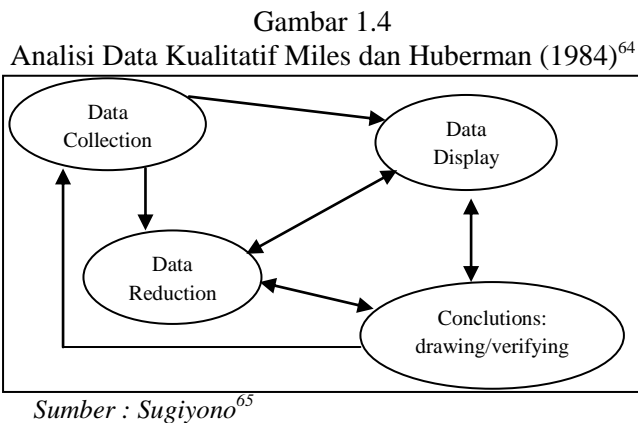 Gambar 1.4
Analisi Data Kualitatif Miles dan Huberman (1984)64
Data
Collection
Data
Display
Data
Reduction
Conclutions:
drawing/verifying
Sumber : Sugiyono65